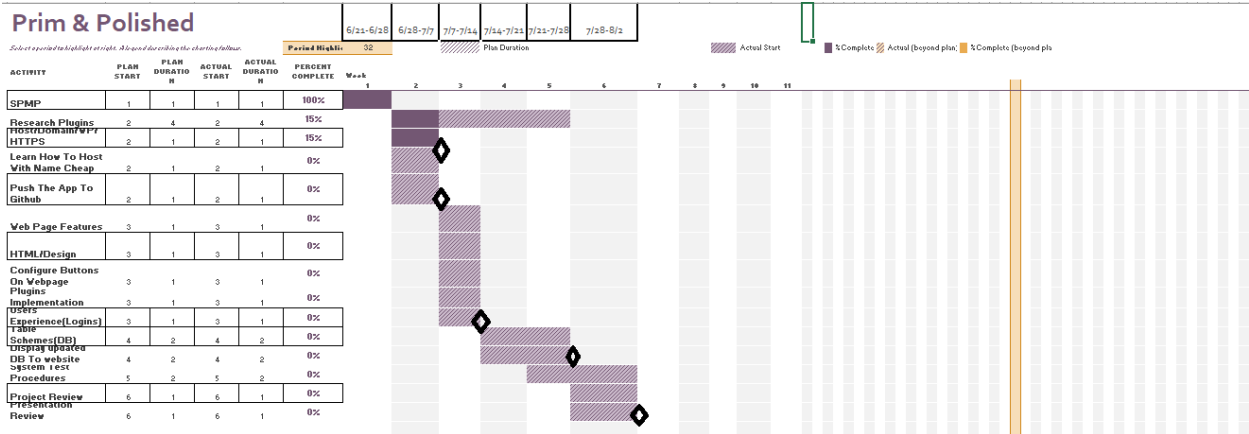 Prim & Polished
6/21-6/28 6/28-7/7 7/7-7/14 7/14-7/21 7/21-7/28 7/28-8/2
Select a period to highlight at right. A legend describing the charting follows. Period Highli 32 Plan Duration Actual Start % Complete Actual (beyond plan) % Complete (beyond pla
ACTIVITY PLAN START PLAN DURATIO N ACTUAL START ACTUAL DURATIO N PERCENT COMPLETE Week
1 2 3 4 5 6 7 8 9 10 11
SPMP 1 1 1 1 100%
Research Plugins 2 4 2 4 15%
Host/Domain/WP/
HTTPS 2 1 2 1 15%
Learn How To Host
With Name Cheap 2 1 2 1 0%
Push The App To
Github 2 1 2 1 0%
Web Page Features 3 1 3 1 0%
HTML/Design 3 1 3 1 0%
Configure Buttons
On Webpage 3 1 3 1 0%
Plugins
Implementation 3 1 3 1 0%
Users
Experience(Logins) 3 1 3 1 0%
Table
Schemes(DB) 4 2 4 2 0%
Display updated
DB To website 4 2 4 2 0%
System Test
Procedures 5 2 5 2 0%
Project Review 6 1 6 1 0%
Presentation
Review 6 1 6 1 0%